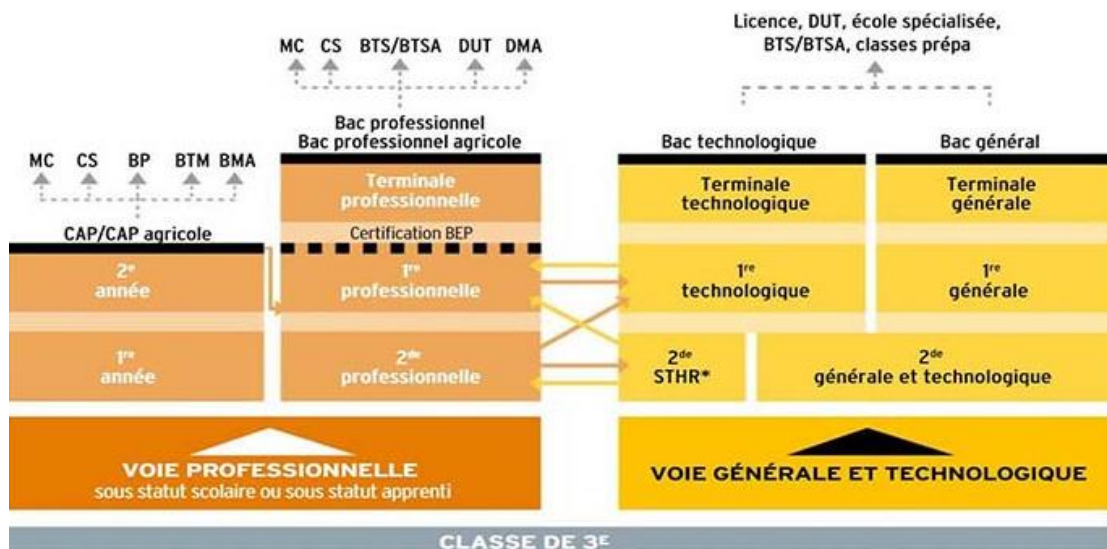 Licence, DUT, école spécialisée,
BTS/BTSA, classes prépa
MC CS BTS/BTSA DUT DMA
Bac professionnel
Bac professionnel agricole
Bac technologique
Bac général
MC CS BP BTM BMA
CAP/CAP agricole
Terminale
professionnelle
Terminale
technologique
Terminale
générale
Certification BEP
2e
année
1re
professionnelle
1re
technologique
1re
générale
1re
année
2de
professionnelle
2de
STHR*
2de
générale et technologique
VOIE PROFESSIONNELLE
sous statut scolaire ou sous statut apprenti
VOIE GÉNÉRALE ET TECHNOLOGIQUE
CLASSE DE 3E